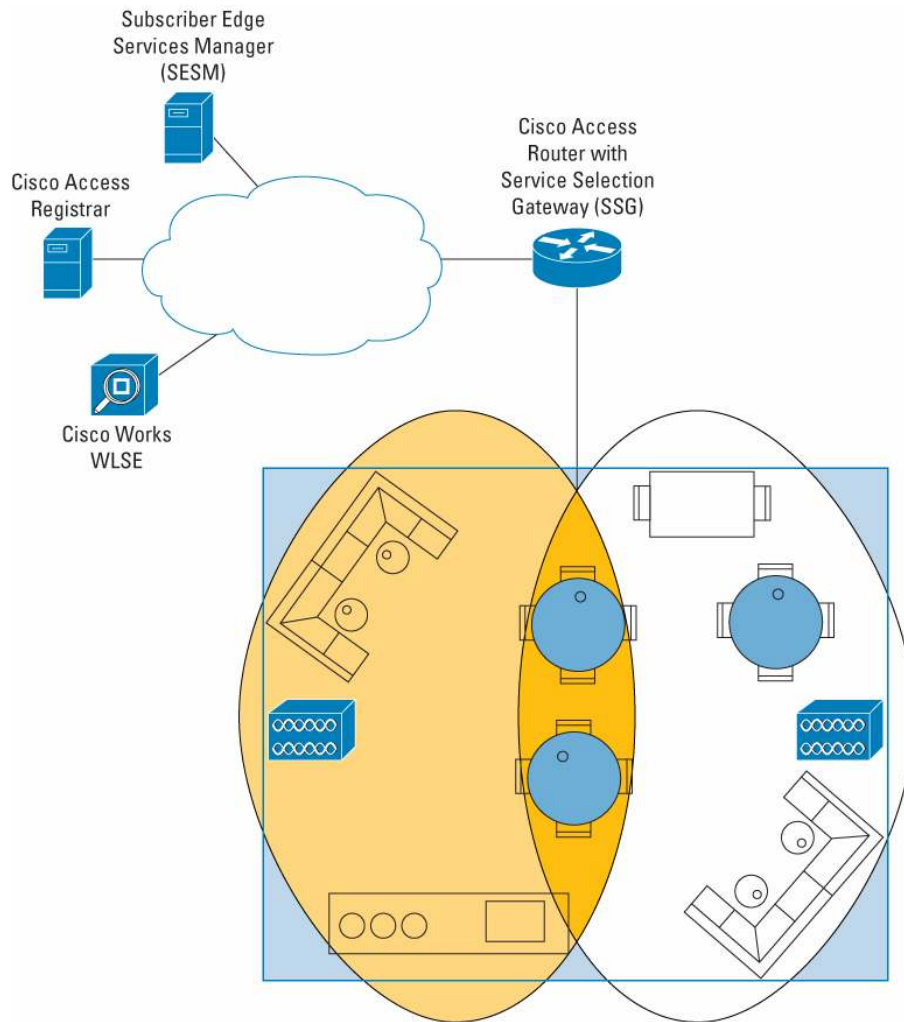 Subscriber Edge
Services Manager
(SESM)
Cisco Access
Router with
Service Selection
Gateway (SSG)
Cisco Access
Registrar
Cisco Works
WLSE